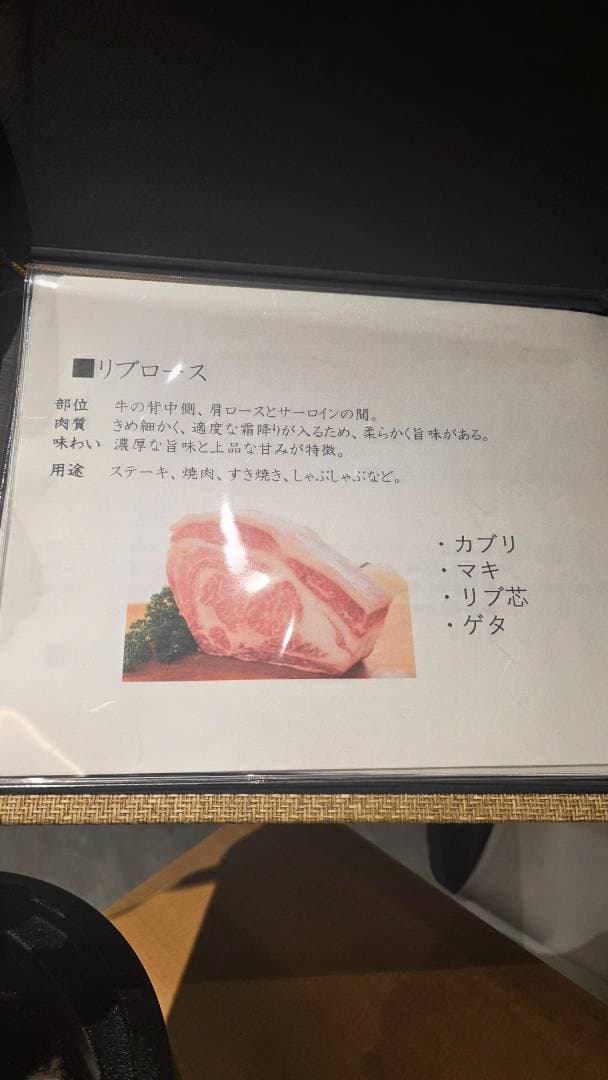 ■リブロース
部位 牛の背中側、肩ロースとサーロインの間。
肉質 きめ細かく、適度な霜降りが入るため、柔らかく旨味がある。
味わい 濃厚な旨味と上品な甘みが特徴。
用途 ステーキ、焼肉、すき焼き、しゃぶしゃぶなど。
・カブリ
・マキ
・リブ芯
・ゲタ